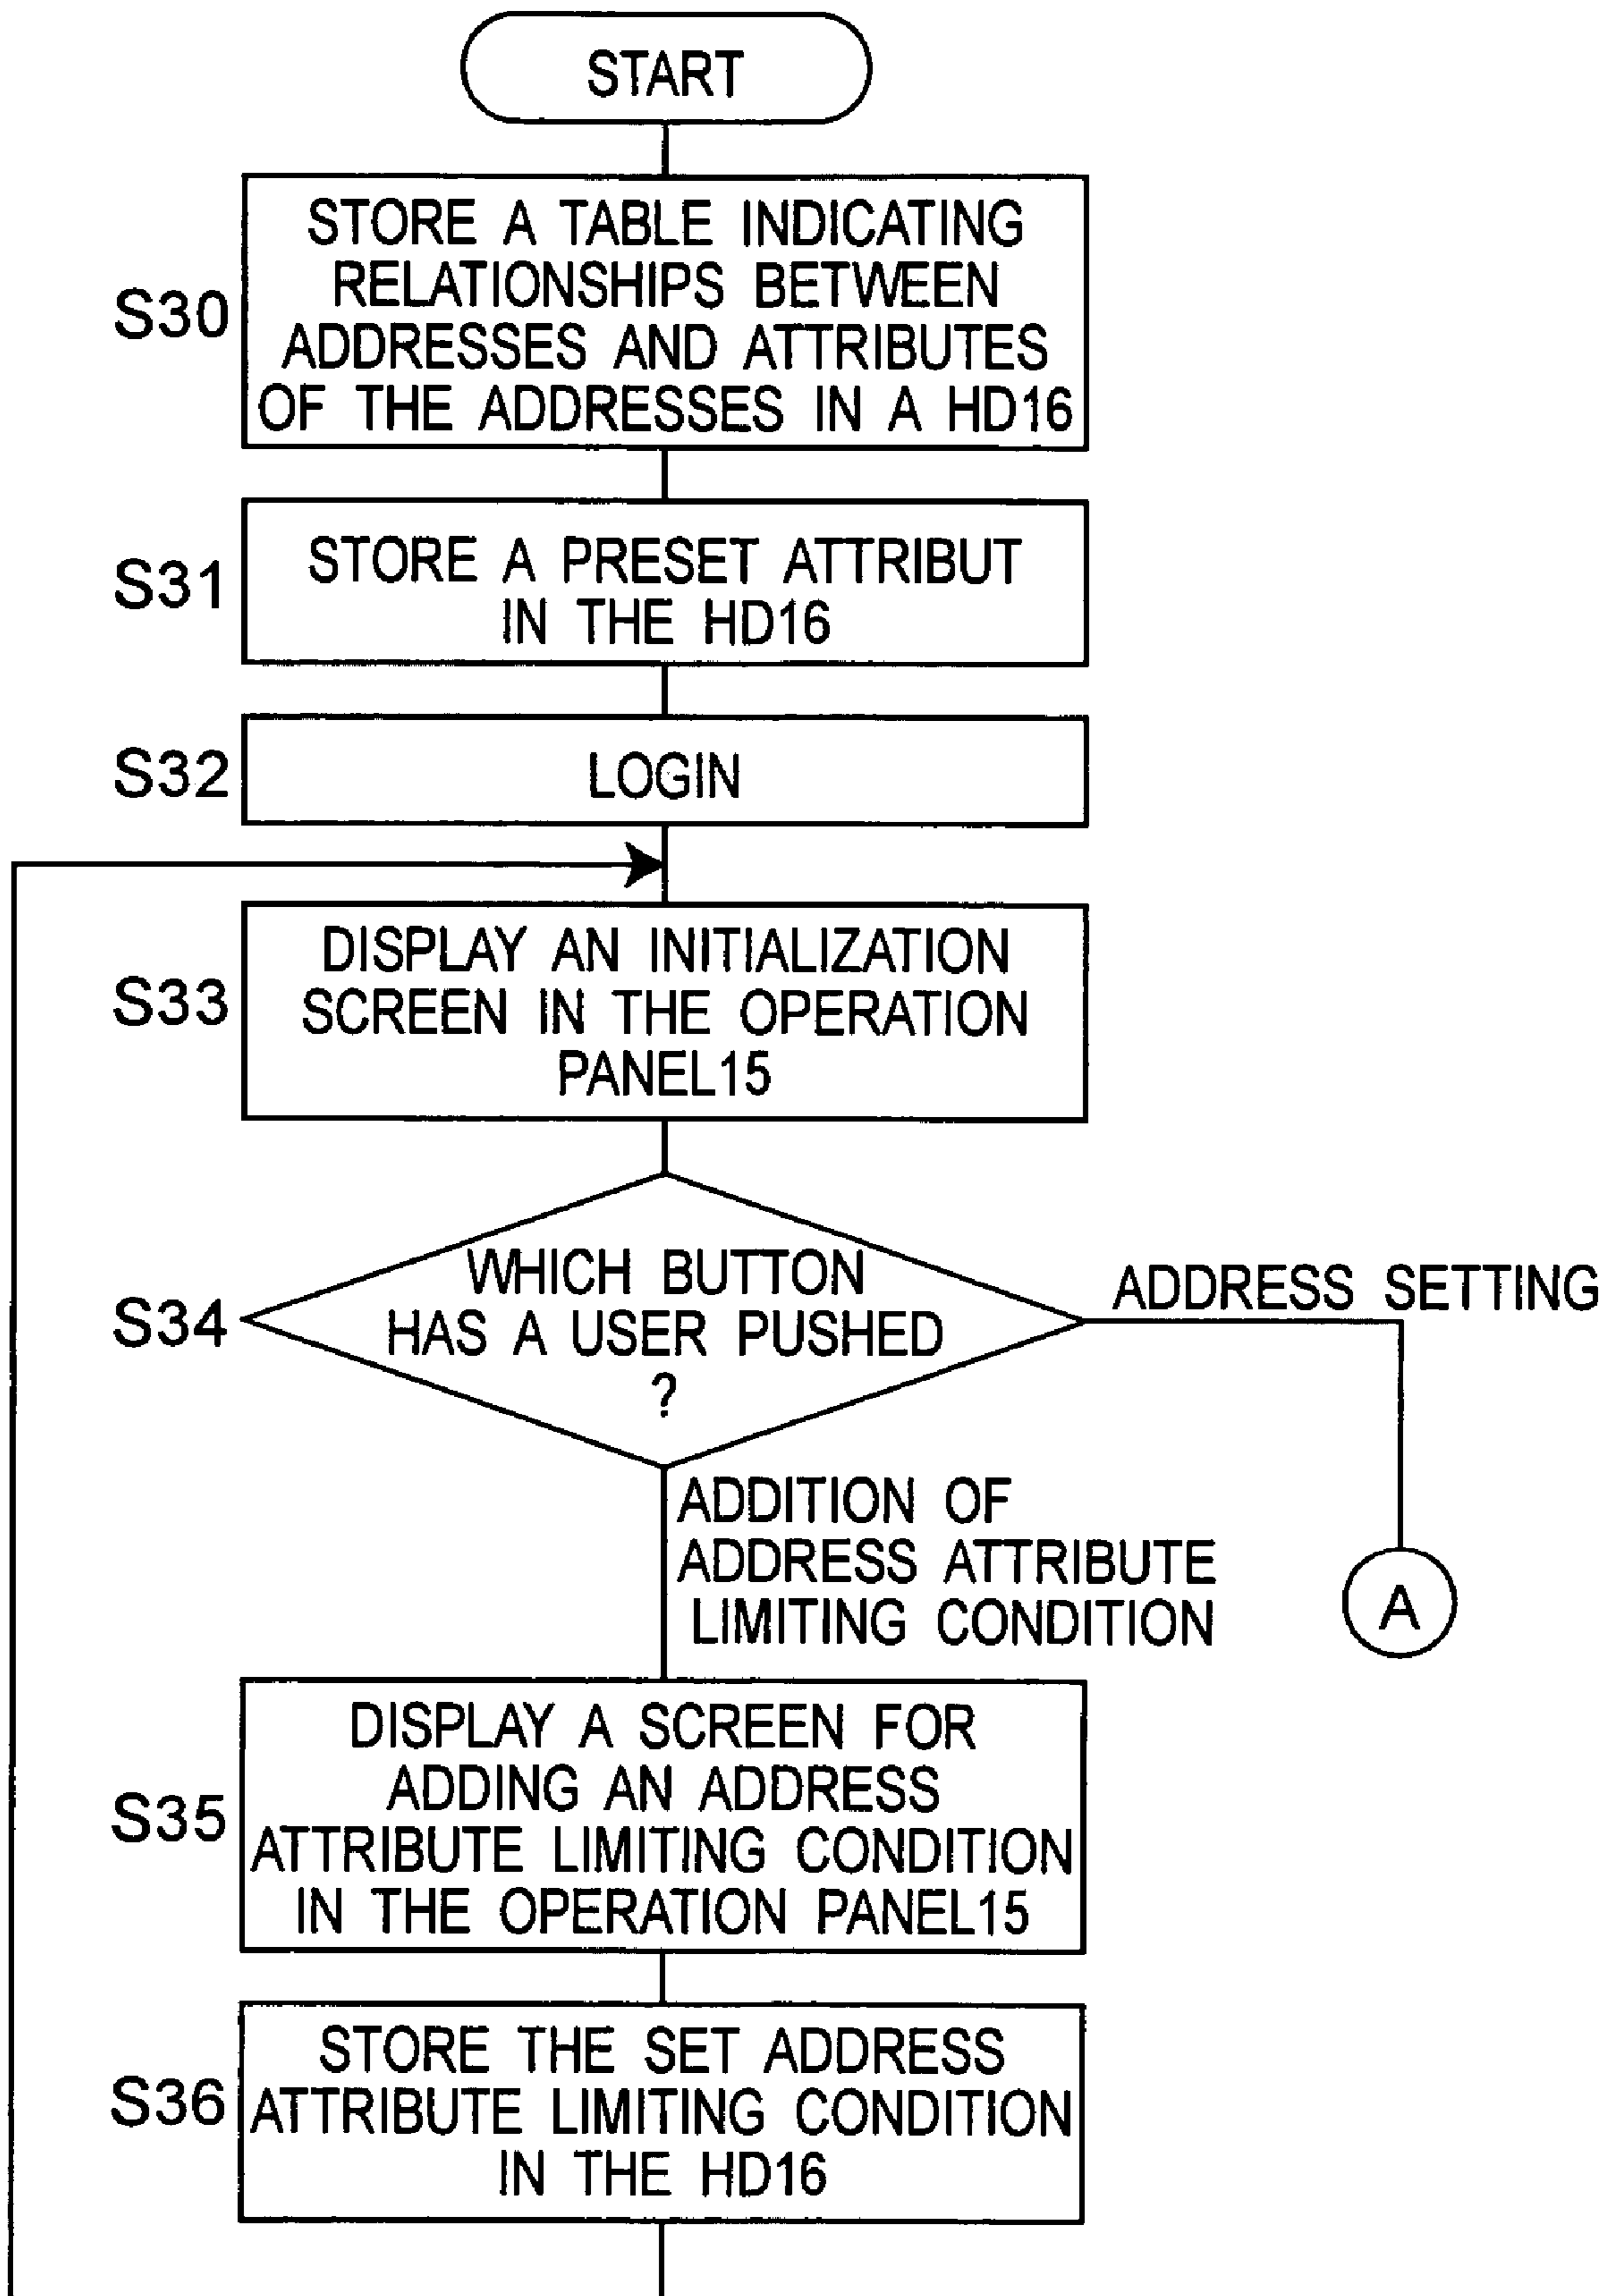 START
S30
STORE A TABLE INDICATING
RELATIONSHIPS BETWEEN
ADDRESSES AND ATTRIBUTES
OF THE ADDRESSES IN A HD16
S31
STORE A PRESET ATTRIBUT
IN THE HD16
S32
LOGIN
S33
DISPLAY AN INITIALIZATION
SCREEN IN THE OPERATION
PANEL15
S34
WHICH BUTTON
HAS A USER PUSHED
?
ADDRESS SETTING
A
ADDITION OF
ADDRESS ATTRIBUTE
LIMITING CONDITION
S35
DISPLAY A SCREEN FOR
ADDING AN ADDRESS
ATTRIBUTE LIMITING CONDITION
IN THE OPERATION PANEL15
S36
STORE THE SET ADDRESS
ATTRIBUTE LIMITING CONDITION
IN THE HD16